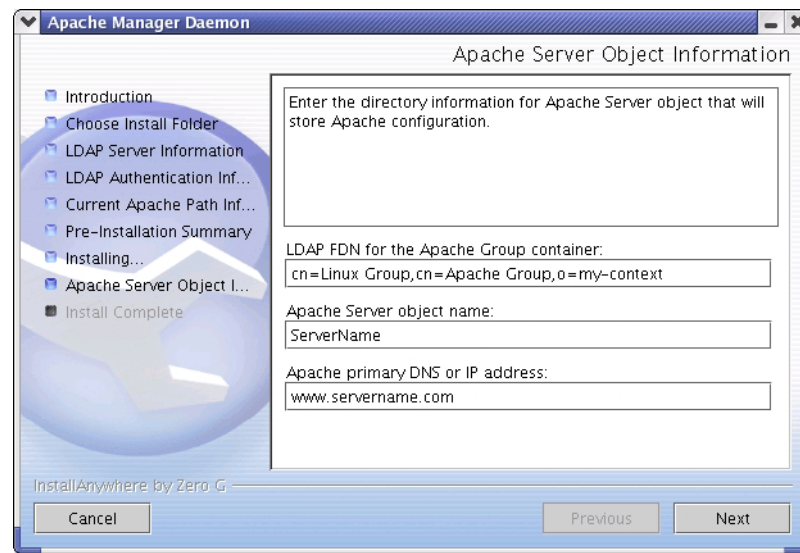 Apache Manager Daemon
Apache Server Object Information
Introduction
Choose Install Folder
LDAP Server Information
LDAP Authentication Inf...
Current Apache Path Inf...
Pre-Installation Summary
Installing...
Apache Server Object I...
Install Complete
Enter the directory information for Apache Server object that will
store Apache configuration.
LDAP FDN for the Apache Group container:
cn=Linux Group,cn=Apache Group,o=my-context
Apache Server object name:
ServerName
Apache primary DNS or IP address:
www.servername.com
InstallAnywhere by Zero G
Cancel
Previous
Next